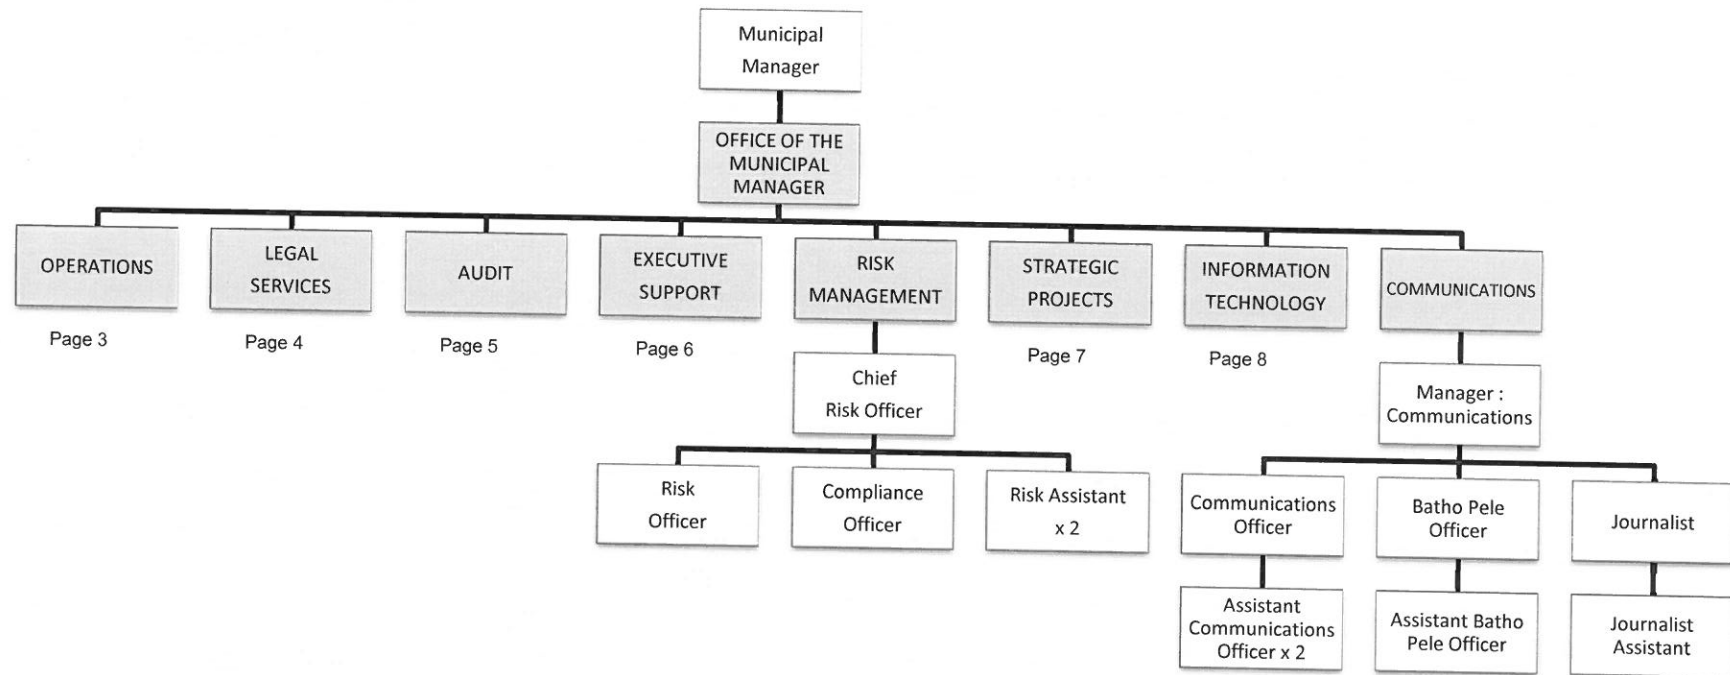 Municipal
Manager
OFFICE OF THE
MUNICIPAL
MANAGER
OPERATIONS
LEGAL
SERVICES
AUDIT
EXECUTIVE
SUPPORT
RISK
MANAGEMENT
STRATEGIC
PROJECTS
INFORMATION
TECHNOLOGY
COMMUNICATIONS
Page 3
Page 4
Page 5
Page 6
Page 7
Page 8
Chief
Risk Officer
Manager :
Communications
Risk
Officer
Compliance
Officer
Risk Assistant
x 2
Communications
Officer
Batho Pele
Officer
Journalist
Assistant
Communications
Officer x 2
Assistant Batho
Pele Officer
Journalist
Assistant